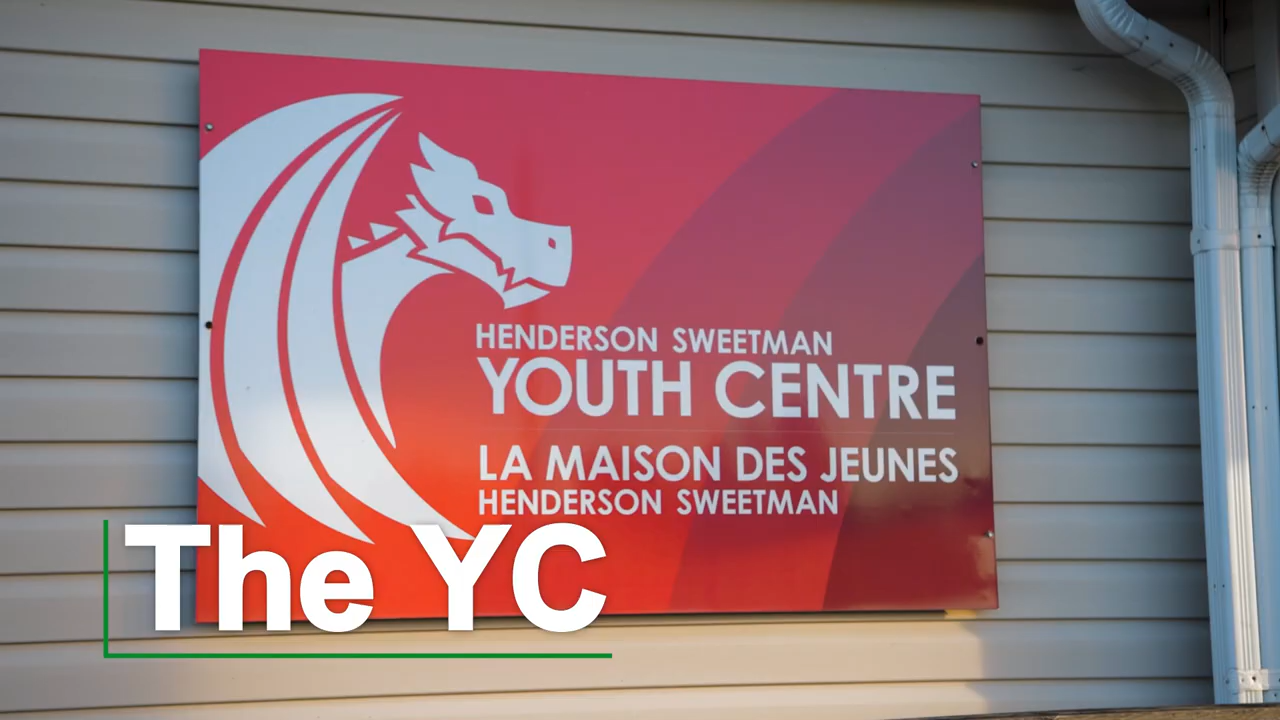 HENDERSON SWEETMAN
YOUTH CENTRE
LA MAISON DES JEUNES
HENDERSON SWEETMAN
The YC